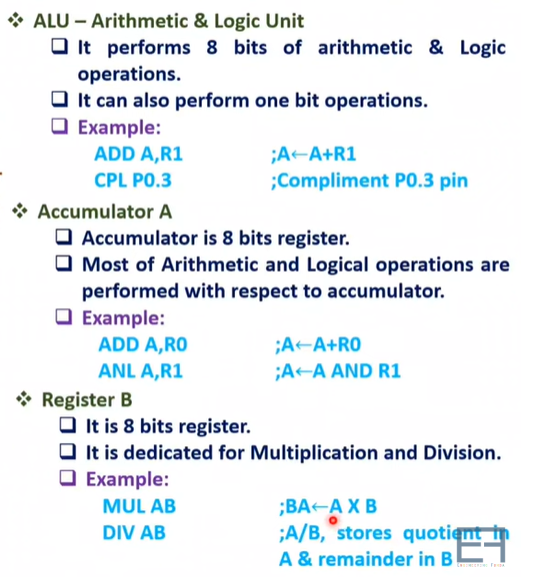 ❖ ALU – Arithmetic & Logic Unit
❑ It performs 8 bits of arithmetic & Logic
operations.
❑ It can also perform one bit operations.
❑ Example:
ADD A,R1 ;A←A+R1
CPL P0.3 ;Compliment P0.3 pin
❖ Accumulator A
❑ Accumulator is 8 bits register.
❑ Most of Arithmetic and Logical operations are
performed with respect to accumulator.
❑ Example:
ADD A,R0 ;A←A+R0
ANL A,R1 ;A←A AND R1
❖ Register B
❑ It is 8 bits register.
❑ It is dedicated for Multiplication and Division.
❑ Example:
MUL AB ;BA←A X B
DIV AB ;A/B, stores quotient in
A & remainder in B